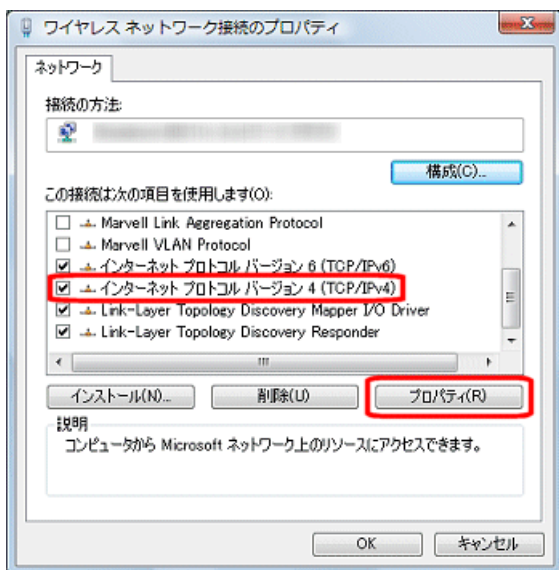 ワイヤレス ネットワーク接続のプロパティ
ネットワーク
接続の方法:
構成(C)...
この接続は次の項目を使用します(O):
Marvell Link Aggregation Protocol
Marvell VLAN Protocol
インターネット プロトコル バージョン 6 (TCP/IPv6)
インターネット プロトコル バージョン 4 (TCP/IPv4)
Link-Layer Topology Discovery Mapper I/O Driver
Link-Layer Topology Discovery Responder
インストール(N)... 削除(U) プロパティ(R)
説明
コンピュータから Microsoft ネットワーク上のリソースにアクセスできます。
OK キャンセル